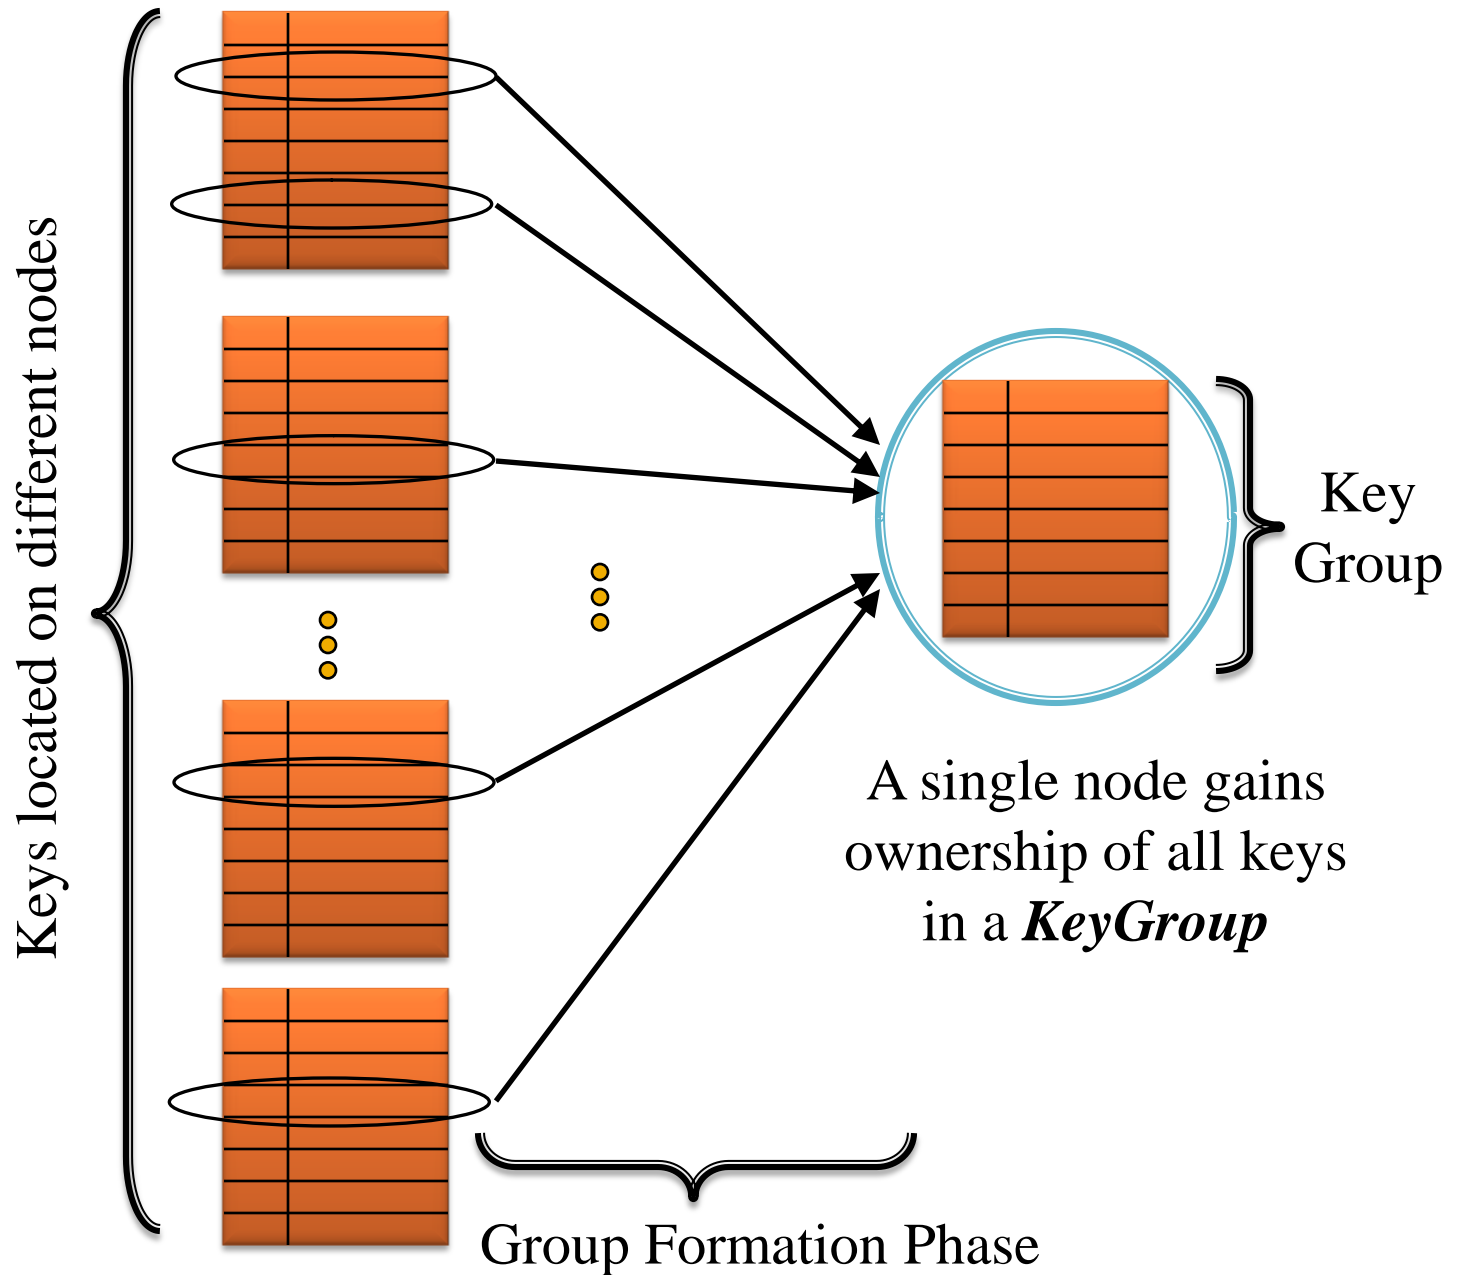 Keys located on different nodes
Key
Group
A single node gains
ownership of all keys
in a KeyGroup
Group Formation Phase